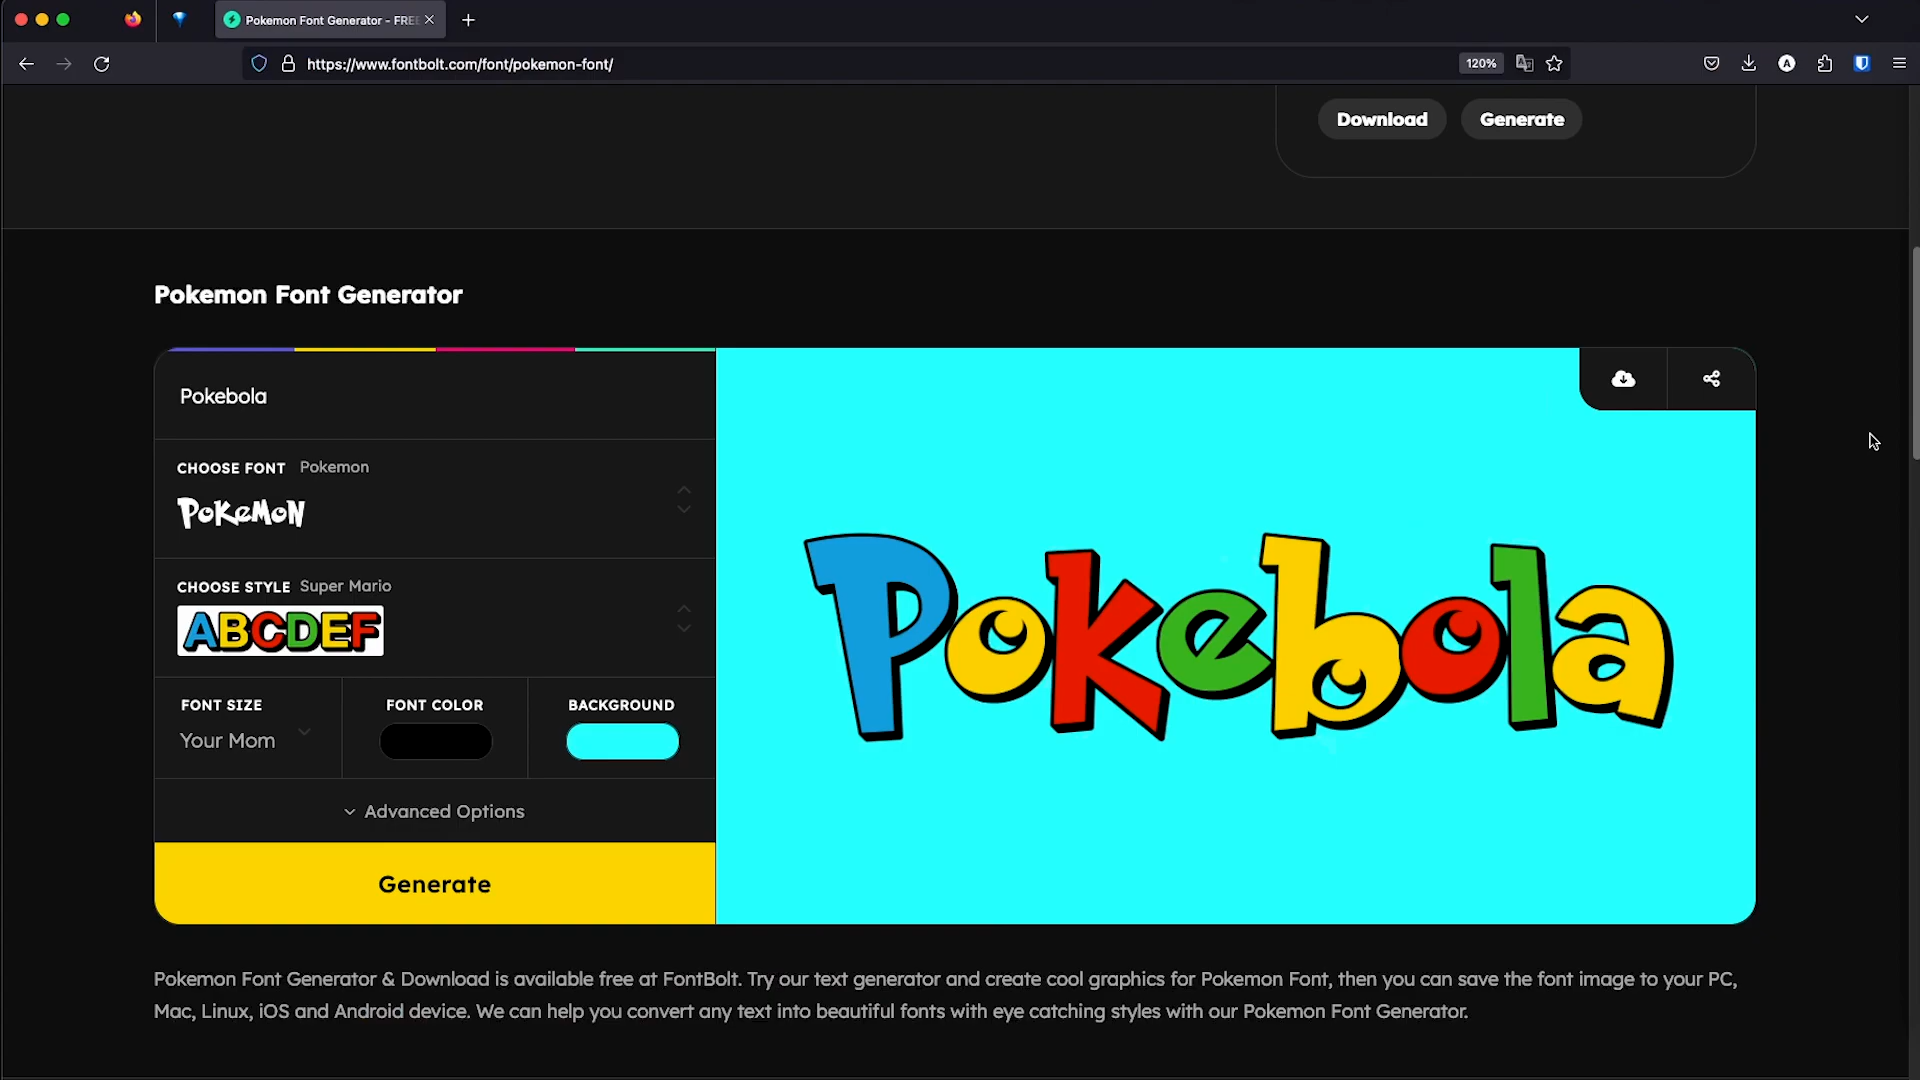 Pokemon Font Generator - FREE
https://www.fontbolt.com/font/pokemon-font/
120%
A
Download
Generate
Pokemon Font Generator
Pokebola
CHOOSE FONT Pokemon
POKeMON
CHOOSE STYLE Super Mario
ABCDEF
FONT SIZE
Your Mom
FONT COLOR
BACKGROUND
Advanced Options
Generate
Pokebola
Pokemon Font Generator & Download is available free at FontBolt. Try our text generator and create cool graphics for Pokemon Font, then you can save the font image to your PC,
Mac, Linux, iOS and Android device. We can help you convert any text into beautiful fonts with eye catching styles with our Pokemon Font Generator.